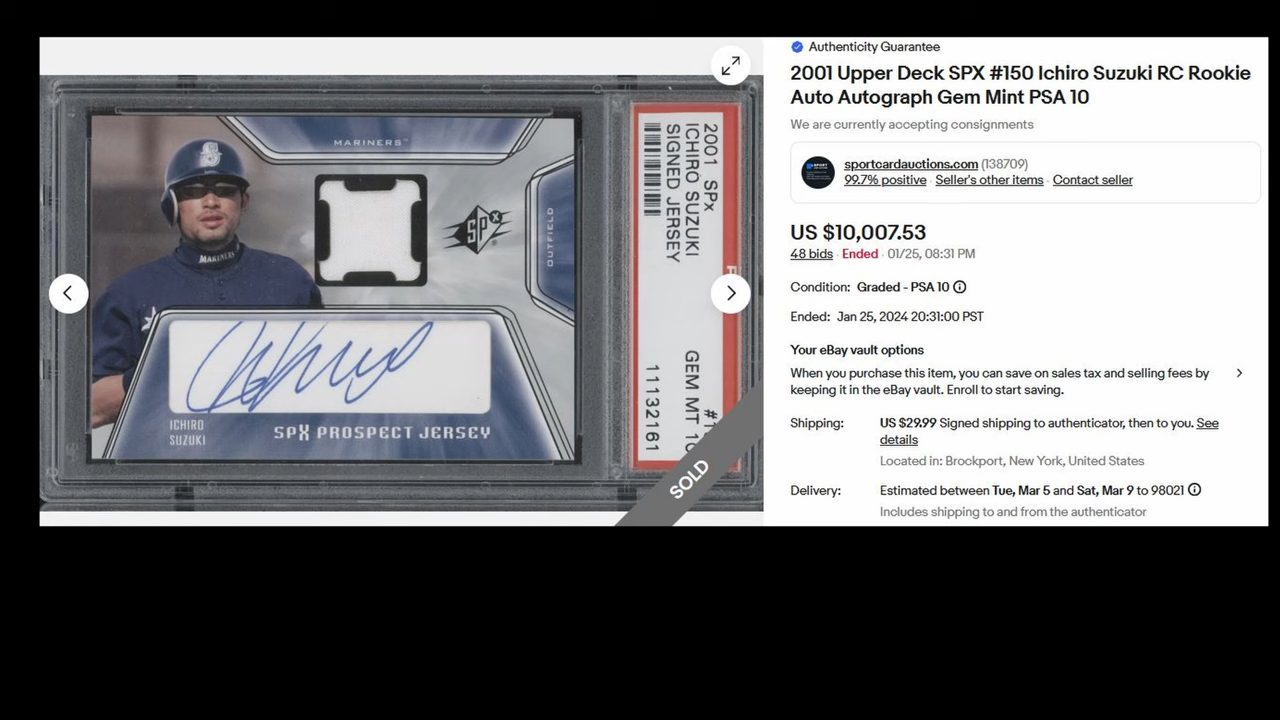 MARINERS™
SPX
OUTFIELD
ICHIRO
SUZUKI
SPX PROSPECT JERSEY
2001 SPx
ICHIRO SUZUKI
SIGNED JERSEY
GEM MT 10
11132161
SOLD
Authenticity Guarantee
2001 Upper Deck SPX #150 Ichiro Suzuki RC Rookie
Auto Autograph Gem Mint PSA 10
We are currently accepting consignments
sportcardauctions.com (138709)
99.7% positive · Seller's other items · Contact seller
US $10,007.53
48 bids · Ended · 01/25, 08:31 PM
Condition: Graded - PSA 10
Ended: Jan 25, 2024 20:31:00 PST
Your eBay vault options
When you purchase this item, you can save on sales tax and selling fees by
keeping it in the eBay vault. Enroll to start saving.
Shipping: US $29.99 Signed shipping to authenticator, then to you. See
details
Located in: Brockport, New York, United States
Delivery: Estimated between Tue, Mar 5 and Sat, Mar 9 to 98021
Includes shipping to and from the authenticator